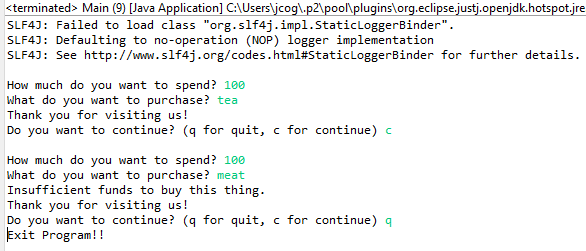 <terminated> Main (9) [Java Application] C:\Users\jcog\.p2\pool\plugins\org.eclipse.justj.openjdk.hotspot.jre
SLF4J: Failed to load class "org.slf4j.impl.StaticLoggerBinder".
SLF4J: Defaulting to no-operation (NOP) logger implementation
SLF4J: See http://www.slf4j.org/codes.html#StaticLoggerBinder for further details.
How much do you want to spend? 100
What do you want to purchase? tea
Thank you for visiting us!
Do you want to continue? (q for quit, c for continue) c
How much do you want to spend? 100
What do you want to purchase? meat
Insufficient funds to buy this thing.
Thank you for visiting us!
Do you want to continue? (q for quit, c for continue) q
Exit Program!!